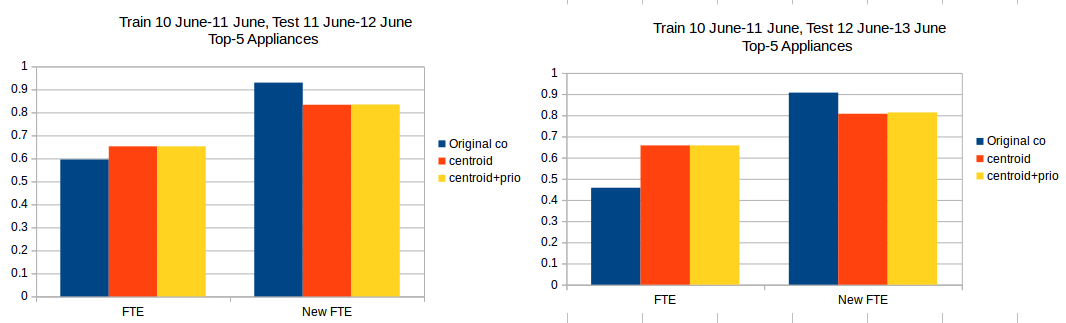 Train 10 June-11 June, Test 11 June-12 June
Top-5 Appliances
1
0.9
0.8
0.7
0.6
0.5
0.4
0.3
0.2
0.1
0
FTE
New FTE
Original co
centroid
centroid+prio
Train 10 June-11 June, Test 12 June-13 June
Top-5 Appliances
1
0.9
0.8
0.7
0.6
0.5
0.4
0.3
0.2
0.1
0
FTE
New FTE
Original co
centroid
centroid+prio